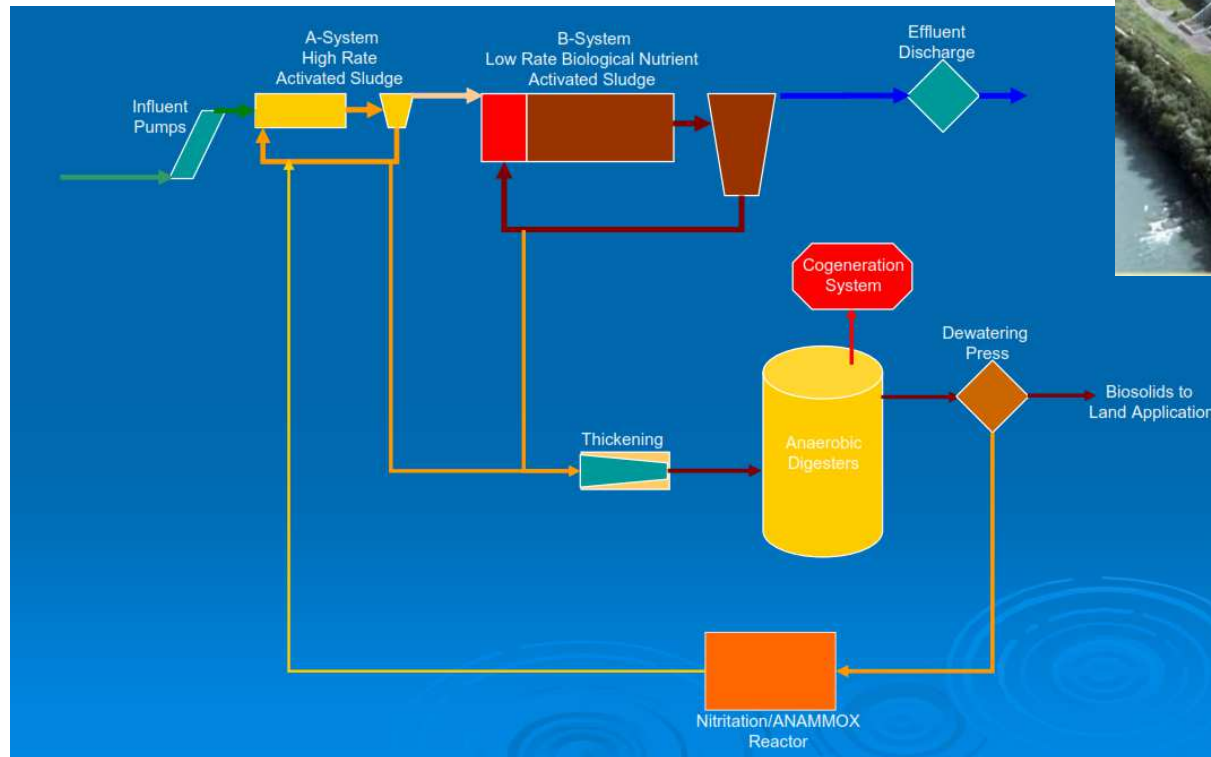 A-System
High Rate
Activated Sludge
B-System
Low Rate Biological Nutrient
Activated Sludge
Effluent
Discharge
Influent
Pumps
Cogeneration
System
Dewatering
Press
Biosolids to
Land Application
Thickening
Anaerobic
Digesters
Nitritation/ANAMMOX
Reactor